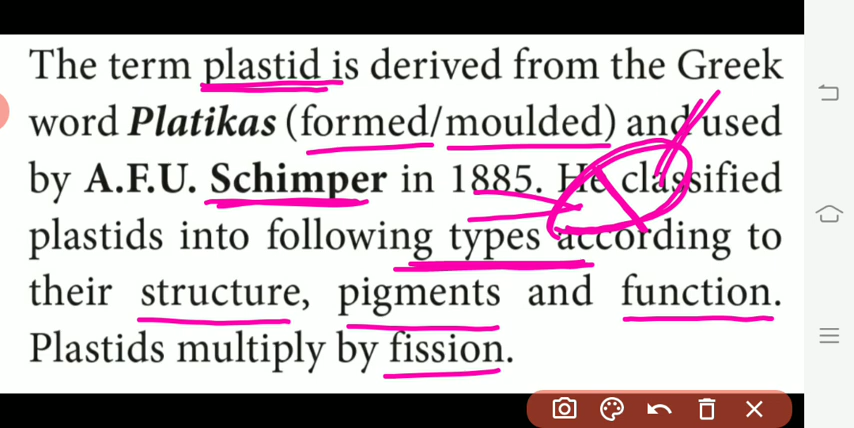 The term plastid is derived from the Greek
word Platikas (formed/moulded) and used
by A.F.U. Schimper in 1885. He classified
plastids into following types according to
their structure, pigments and function.
Plastids multiply by fission.